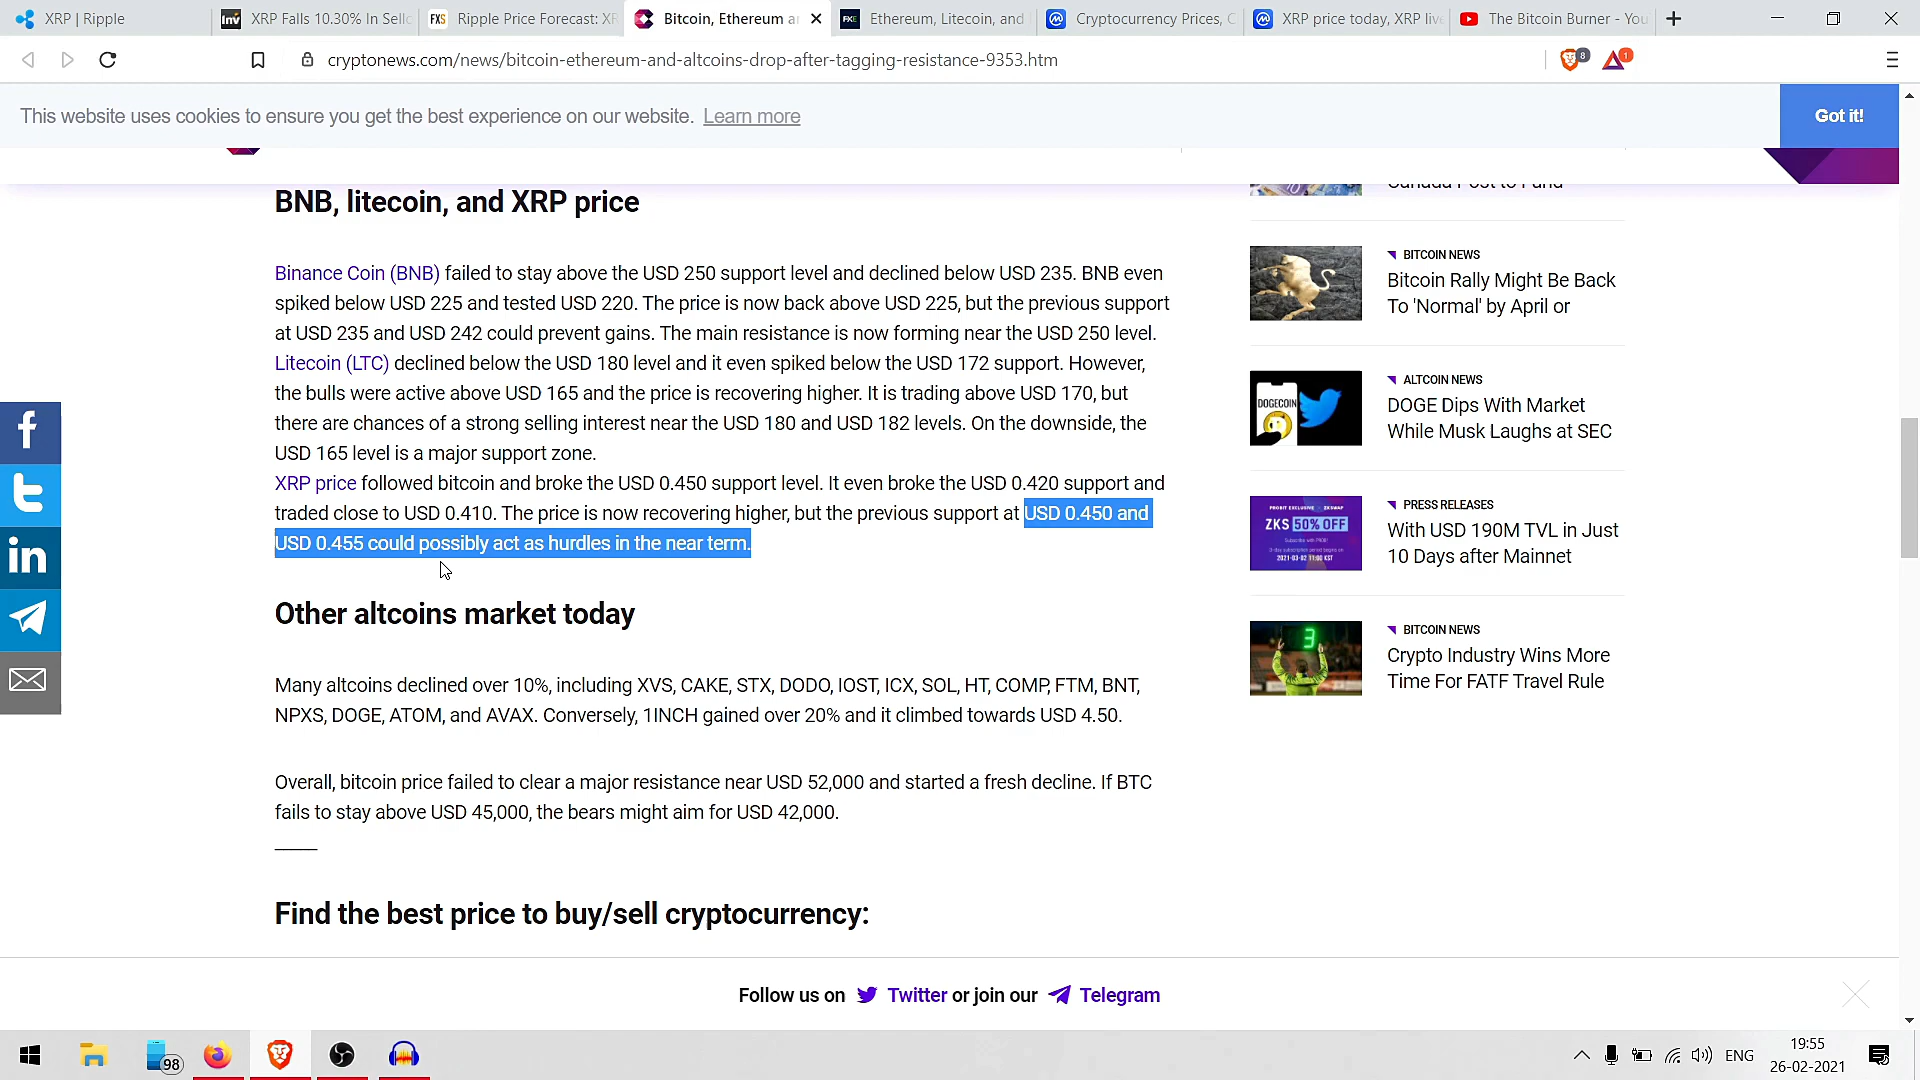 XRP | Ripple
XRP Falls 10.30% In Sello
Ripple Price Forecast: XR
Bitcoin, Ethereum a
Ethereum, Litecoin, and
Cryptocurrency Prices, C
XRP price today, XRP live
The Bitcoin Burner - You
cryptonews.com/news/bitcoin-ethereum-and-altcoins-drop-after-tagging-resistance-9353.htm
8
1
This website uses cookies to ensure you get the best experience on our website. Learn more
Got it!
BNB, litecoin, and XRP price
Binance Coin (BNB) failed to stay above the USD 250 support level and declined below USD 235. BNB even
spiked below USD 225 and tested USD 220. The price is now back above USD 225, but the previous support
at USD 235 and USD 242 could prevent gains. The main resistance is now forming near the USD 250 level.
Litecoin (LTC) declined below the USD 180 level and it even spiked below the USD 172 support. However,
the bulls were active above USD 165 and the price is recovering higher. It is trading above USD 170, but
there are chances of a strong selling interest near the USD 180 and USD 182 levels. On the downside, the
USD 165 level is a major support zone.
XRP price followed bitcoin and broke the USD 0.450 support level. It even broke the USD 0.420 support and
traded close to USD 0.410. The price is now recovering higher, but the previous support at USD 0.450 and
USD 0.455 could possibly act as hurdles in the near term.
Other altcoins market today
Many altcoins declined over 10%, including XVS, CAKE, STX, DODO, IOST, ICX, SOL, HT, COMP, FTM, BNT,
NPXS, DOGE, ATOM, and AVAX. Conversely, 1INCH gained over 20% and it climbed towards USD 4.50.
Overall, bitcoin price failed to clear a major resistance near USD 52,000 and started a fresh decline. If BTC
fails to stay above USD 45,000, the bears might aim for USD 42,000.
Find the best price to buy/sell cryptocurrency:
Canada Post to Fund
BITCOIN NEWS
Bitcoin Rally Might Be Back
To 'Normal' by April or
DOGECOIN
ALTCOIN NEWS
DOGE Dips With Market
While Musk Laughs at SEC
PROBIT EXCLUSIVE
ZKS 50% OFF
PRESS RELEASES
With USD 190M TVL in Just
10 Days after Mainnet
3
BITCOIN NEWS
Crypto Industry Wins More
Time For FATF Travel Rule
Follow us on Twitter or join our Telegram
98
ENG
19:55
26-02-2021